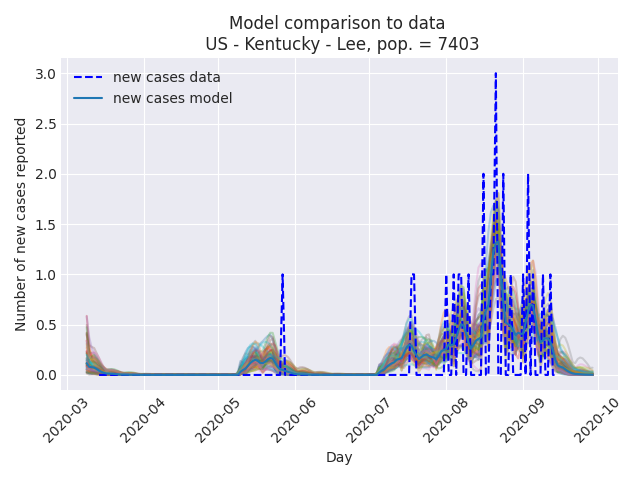 Model comparison to data
US - Kentucky - Lee, pop. = 7403
new cases data
new cases model
Number of new cases reported
3.0
2.5
2.0
1.5
1.0
0.5
0.0
2020-03
2020-04
2020-05
2020-06
2020-07
2020-08
2020-09
2020-10
Day